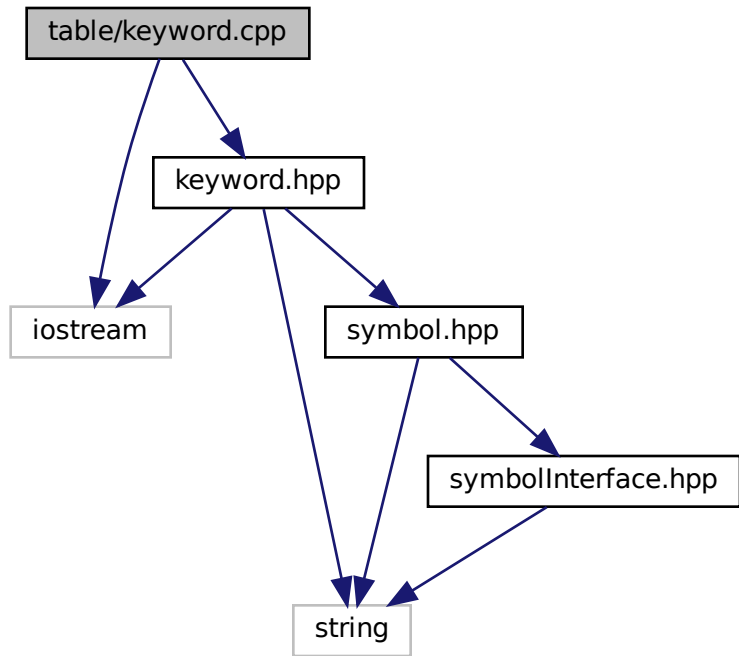 table/keyword.cpp
keyword.hpp
iostream
symbol.hpp
symbolInterface.hpp
string